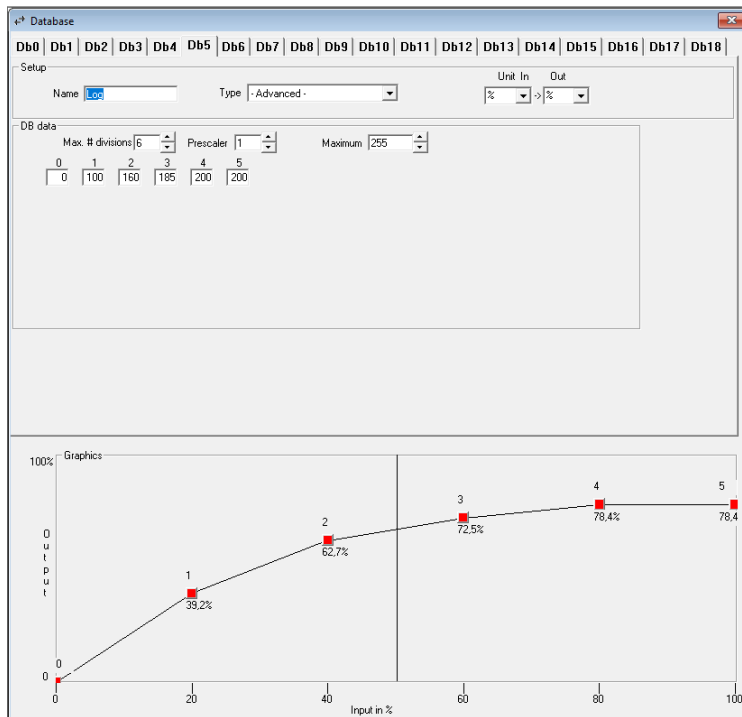 Database
Db0 Db1 Db2 Db3 Db4 Db5 Db6 Db7 Db8 Db9 Db10 Db11 Db12 Db13 Db14 Db15 Db16 Db17 Db18
Setup
Unit In Out
Name Log Type - Advanced - % -> %
DB data
Max. # divisions 6 Prescaler 1 Maximum 255
0 1 2 3 4 5
0 100 160 185 200 200
Graphics
100%
Output
0
0
1
39,2%
2
62,7%
3
72,5%
4
78,4%
5
78,4
0 20 40 60 80 100
Input in %